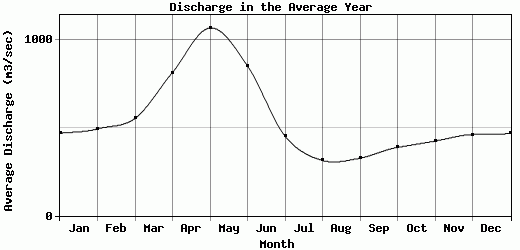 Discharge in the Average Year
Average Discharge (m3/sec)
1000
0
Jan Feb Mar Apr May Jun Jul Aug Sep Oct Nov Dec
Month